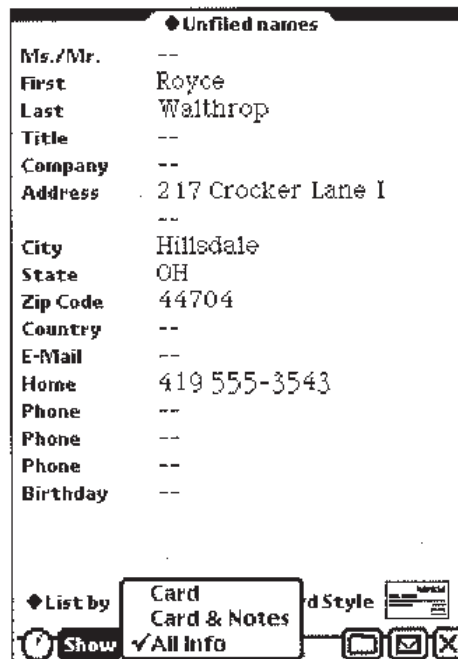 ◆Unfiled names
Ms./Mr. --
First Royce
Last Walthrop
Title --
Company --
Address 217 Crocker Lane I
--
City Hillsdale
State OH
Zip Code 44704
Country --
E-Mail --
Home 419 555-3543
Phone --
Phone --
Phone --
Birthday --
◆List by
Card
Card & Notes
✓All Info
d Style
Show